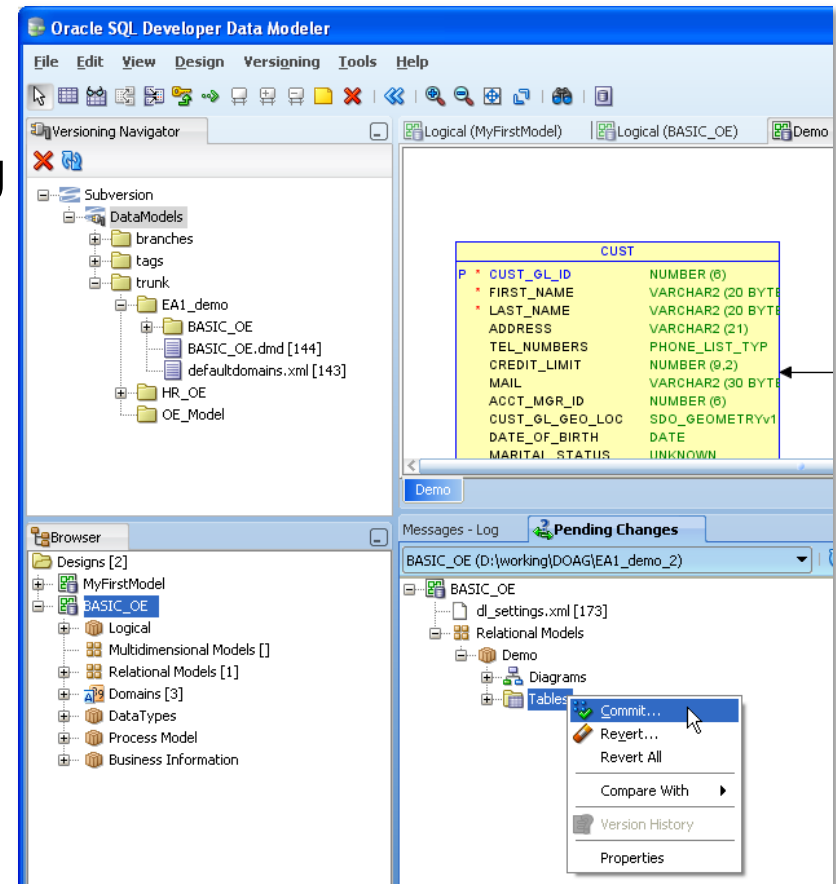 Oracle SQL Developer Data Modeler
File Edit View Design Versioning Tools Help
Versioning Navigator
Subversion
DataModels
branches
tags
trunk
EA1_demo
BASIC_OE
BASIC_OE.dmd [144]
defaultdomains.xml [143]
HR_OE
OE_Model
Logical (MyFirstModel) Logical (BASIC_OE) Demo
CUST
P * CUST_GL_ID NUMBER (6)
* FIRST_NAME VARCHAR2 (20 BYTE
* LAST_NAME VARCHAR2 (20 BYTE
ADDRESS VARCHAR2 (21)
TEL_NUMBERS PHONE_LIST_TYP
CREDIT_LIMIT NUMBER (9,2)
MAIL VARCHAR2 (30 BYTE
ACCT_MGR_ID NUMBER (6)
CUST_GL_GEO_LOC SDO_GEOMETRYv1
DATE_OF_BIRTH DATE
MARITAL_STATUS UNKNOWN
Demo
Browser
Designs [2]
MyFirstModel
BASIC_OE
Logical
Multidimensional Models []
Relational Models [1]
Domains [3]
DataTypes
Process Model
Business Information
Messages - Log Pending Changes
BASIC_OE (D:\working\DOAG\EA1_demo_2)
BASIC_OE
dl_settings.xml [173]
Relational Models
Demo
Diagrams
Tables
Commit...
Revert...
Revert All
Compare With
Version History
Properties